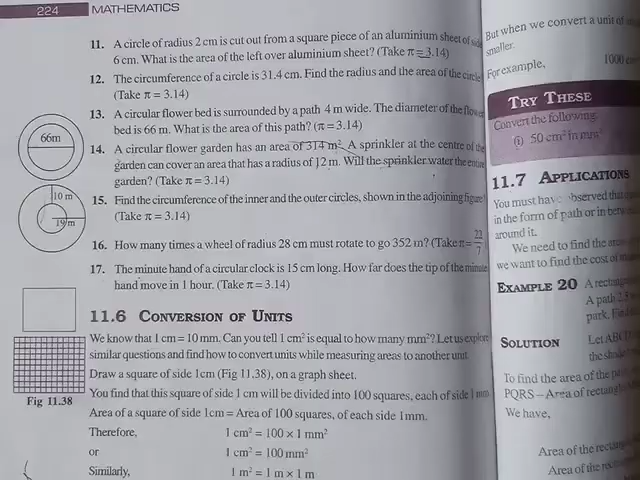 224 MATHEMATICS
11. A circle of radius 2 cm is cut out from a square piece of an aluminium sheet of side
6 cm. What is the area of the left over aluminium sheet? (Take π = 3.14)
12. The circumference of a circle is 31.4 cm. Find the radius and the area of the circle
(Take π = 3.14)
13. A circular flower bed is surrounded by a path 4 m wide. The diameter of the flower
bed is 66 m. What is the area of this path? (π = 3.14)
66m
14. A circular flower garden has an area of 314 m². A sprinkler at the centre of the
garden can cover an area that has a radius of 12 m. Will the sprinkler water the entire
garden? (Take π = 3.14)
10 m
19 m
15. Find the circumference of the inner and the outer circles, shown in the adjoining figure
(Take π = 3.14)
16. How many times a wheel of radius 28 cm must rotate to go 352 m? (Take π = 22/7
17. The minute hand of a circular clock is 15 cm long. How far does the tip of the minute
hand move in 1 hour. (Take π = 3.14)
11.6 CONVERSION OF UNITS
We know that 1 cm = 10 mm. Can you tell 1 cm² is equal to how many mm²? Let us explore
similar questions and find how to convert units while measuring areas to another unit.
Draw a square of side 1cm (Fig 11.38), on a graph sheet.
You find that this square of side 1 cm will be divided into 100 squares, each of side 1 mm.
Fig 11.38
Area of a square of side 1cm = Area of 100 squares, of each side 1mm.
Therefore, 1 cm² = 100 × 1 mm²
or 1 cm² = 100 mm²
Similarly, 1 m² = 1 m × 1 m
But when we convert a unit of
smaller.
For example, 1000 cm
TRY THESE
Convert the following:
(i) 50 cm² in mm²
11.7 APPLICATIONS
You must have observed that
in the form of path or in
around it.
We need to find the
we want to find the cost of
EXAMPLE 20 A
A path 2.5
park. Find
SOLUTION Let ABCD
the
To find the area of the
PQRS – Area of
We have,
Area of the
Area of the